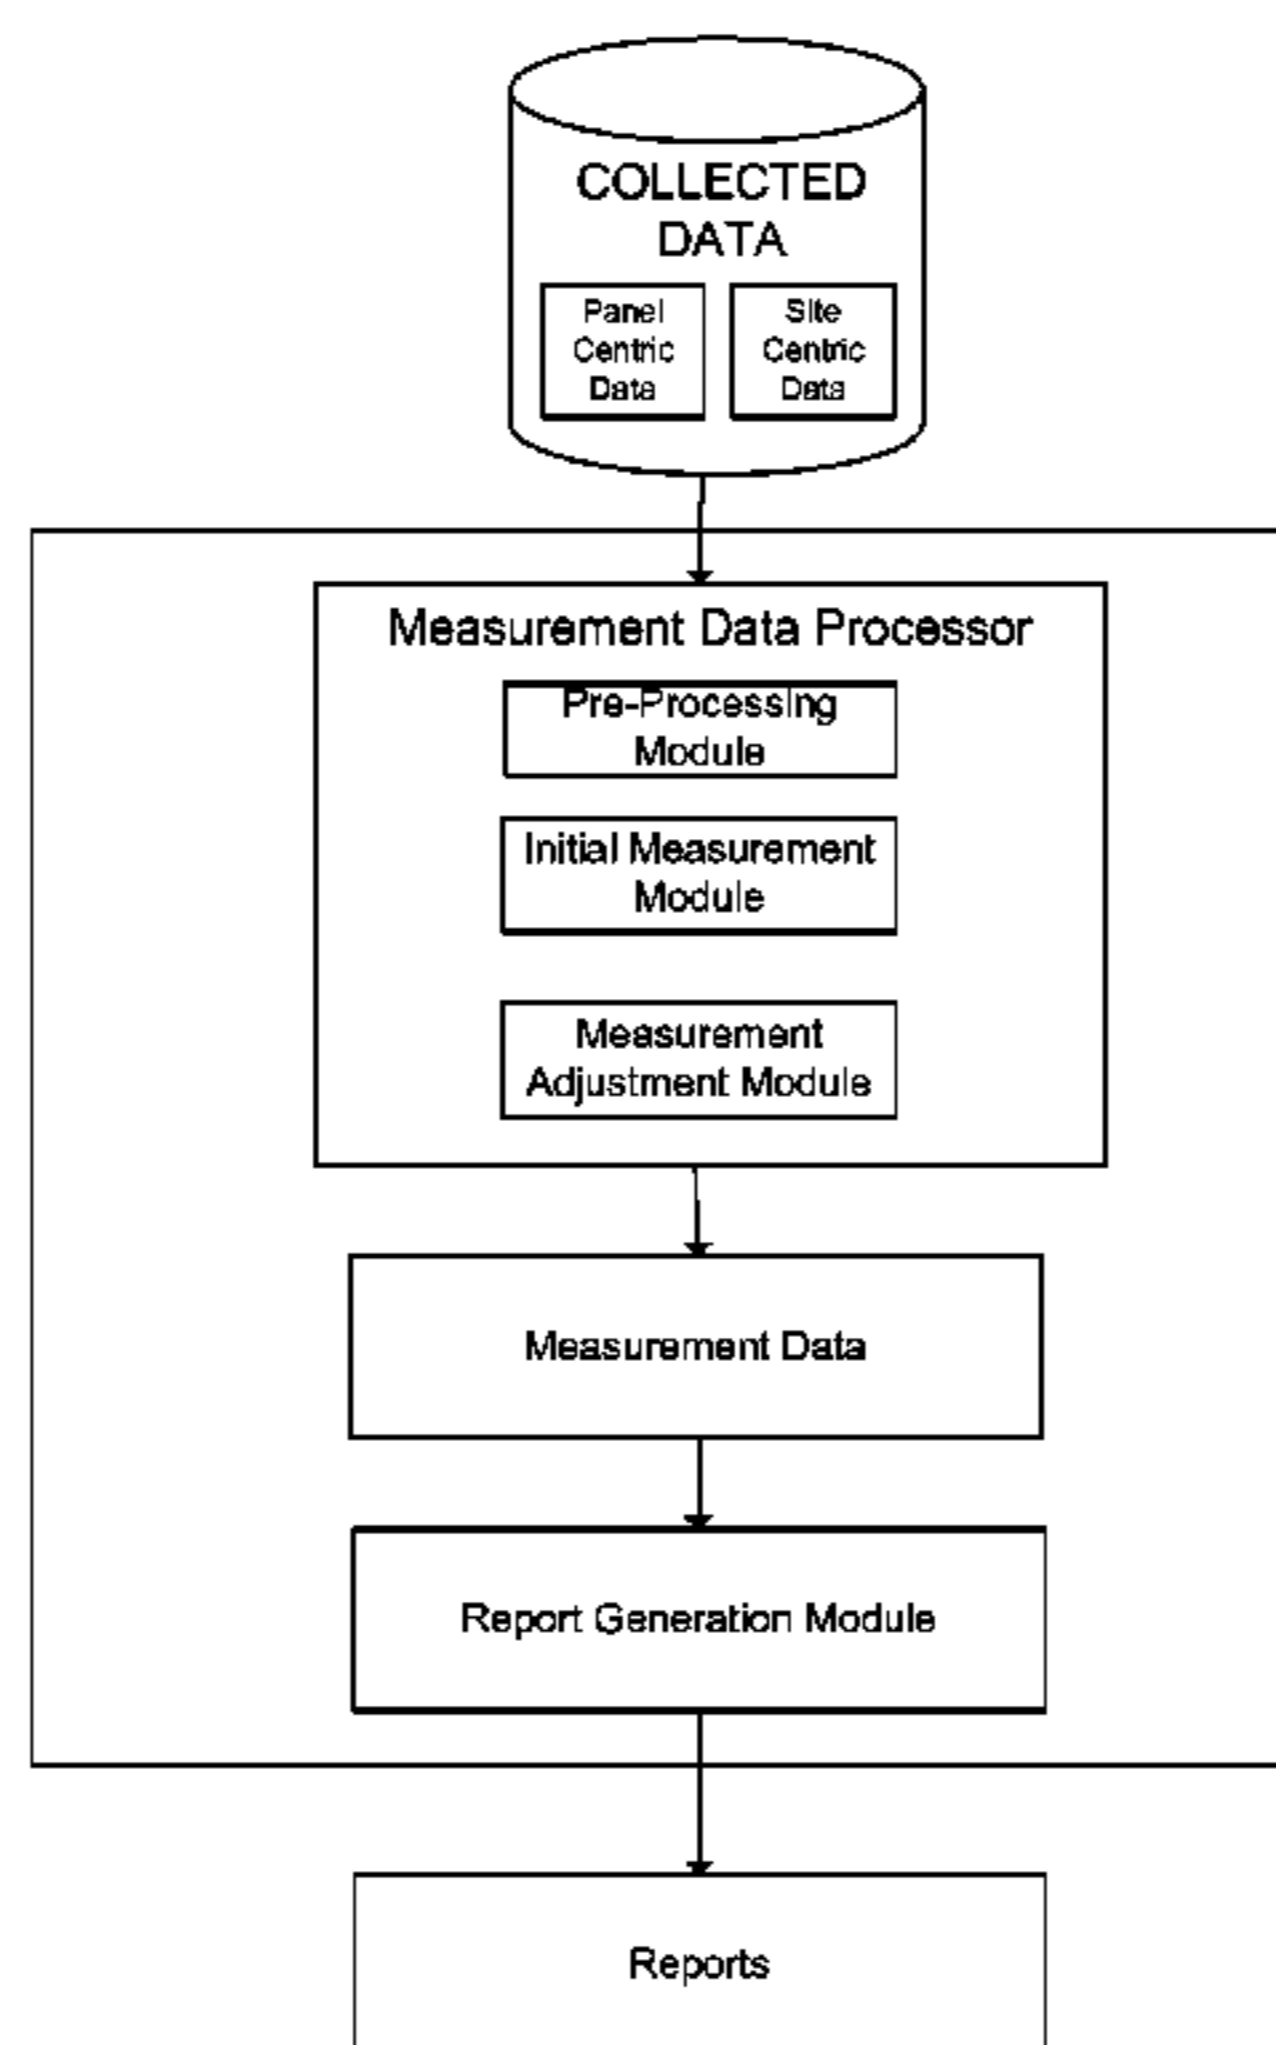 COLLECTED
DATA
Panel
Centric
Data
Site
Centric
Data
Measurement Data Processor
Pre-Processing
Module
Initial Measurement
Module
Measurement
Adjustment Module
Measurement Data
Report Generation Module
Reports